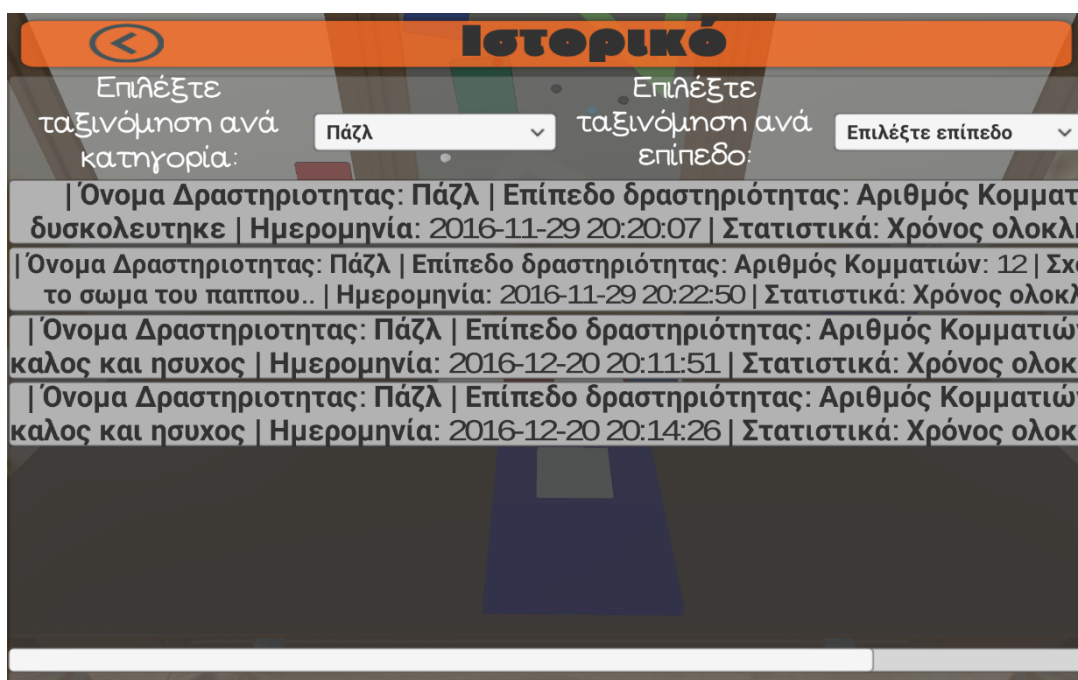 Ιστορικό
Επιλέξτε
ταξινόμηση ανά
κατηγορία:
Πάζλ
Επιλέξτε
ταξινόμηση ανά
επίπεδο:
Επιλέξτε επίπεδο
| Όνομα Δραστηριοτητας: Πάζλ | Επίπεδο δραστηριότητας: Αριθμός Κομματ
δυσκολευτηκε | Ημερομηνία: 2016-11-29 20:20:07 | Στατιστικά: Χρόνος ολοκλ
| Όνομα Δραστηριοτητας: Πάζλ | Επίπεδο δραστηριότητας: Αριθμός Κομματιών: 12 | Σχ
το σωμα του παππου.. | Ημερομηνία: 2016-11-29 20:22:50 | Στατιστικά: Χρόνος ολοκλ
| Όνομα Δραστηριοτητας: Πάζλ | Επίπεδο δραστηριότητας: Αριθμός Κομματιώ
καλος και ησυχος | Ημερομηνία: 2016-12-20 20:11:51 | Στατιστικά: Χρόνος ολοκ
| Όνομα Δραστηριοτητας: Πάζλ | Επίπεδο δραστηριότητας: Αριθμός Κομματιώ
καλος και ησυχος | Ημερομηνία: 2016-12-20 20:14:26 | Στατιστικά: Χρόνος ολοκ